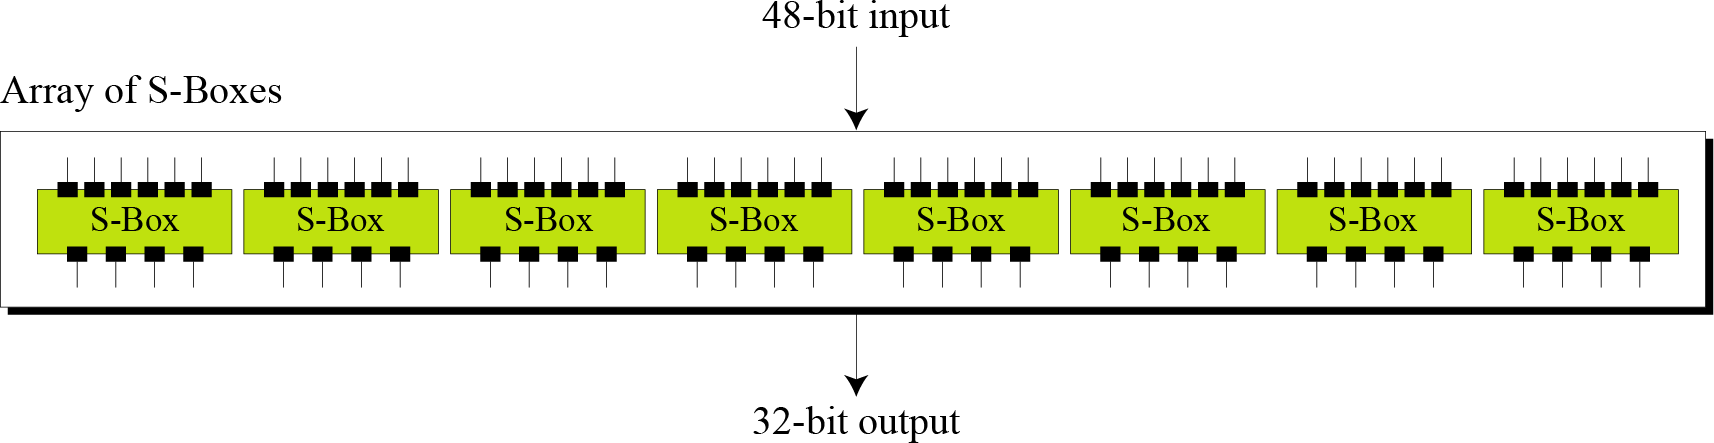 48-bit input
Array of S-Boxes
S-Box S-Box S-Box S-Box S-Box S-Box S-Box S-Box
32-bit output